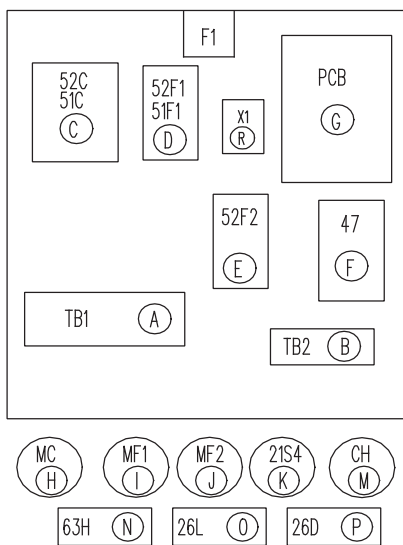 F1
52C
51C
C
52F1
51F1
D
X1
R
PCB
G
52F2
E
47
F
TB1 A
TB2 B
MC
H
MF1
I
MF2
J
21S4
K
CH
M
63H N
26L O
26D P